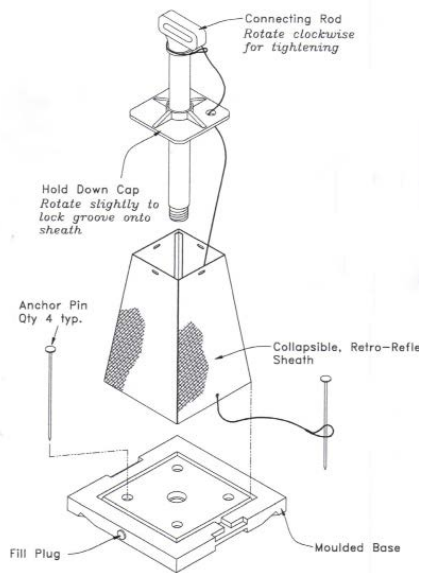 Connecting Rod
Rotate clockwise
for tightening
Hold Down Cap
Rotate slightly to
lock groove onto
sheath
Anchor Pin
Qty 4 typ.
Collapsible, Retro-Refle
Sheath
Fill Plug
Moulded Base